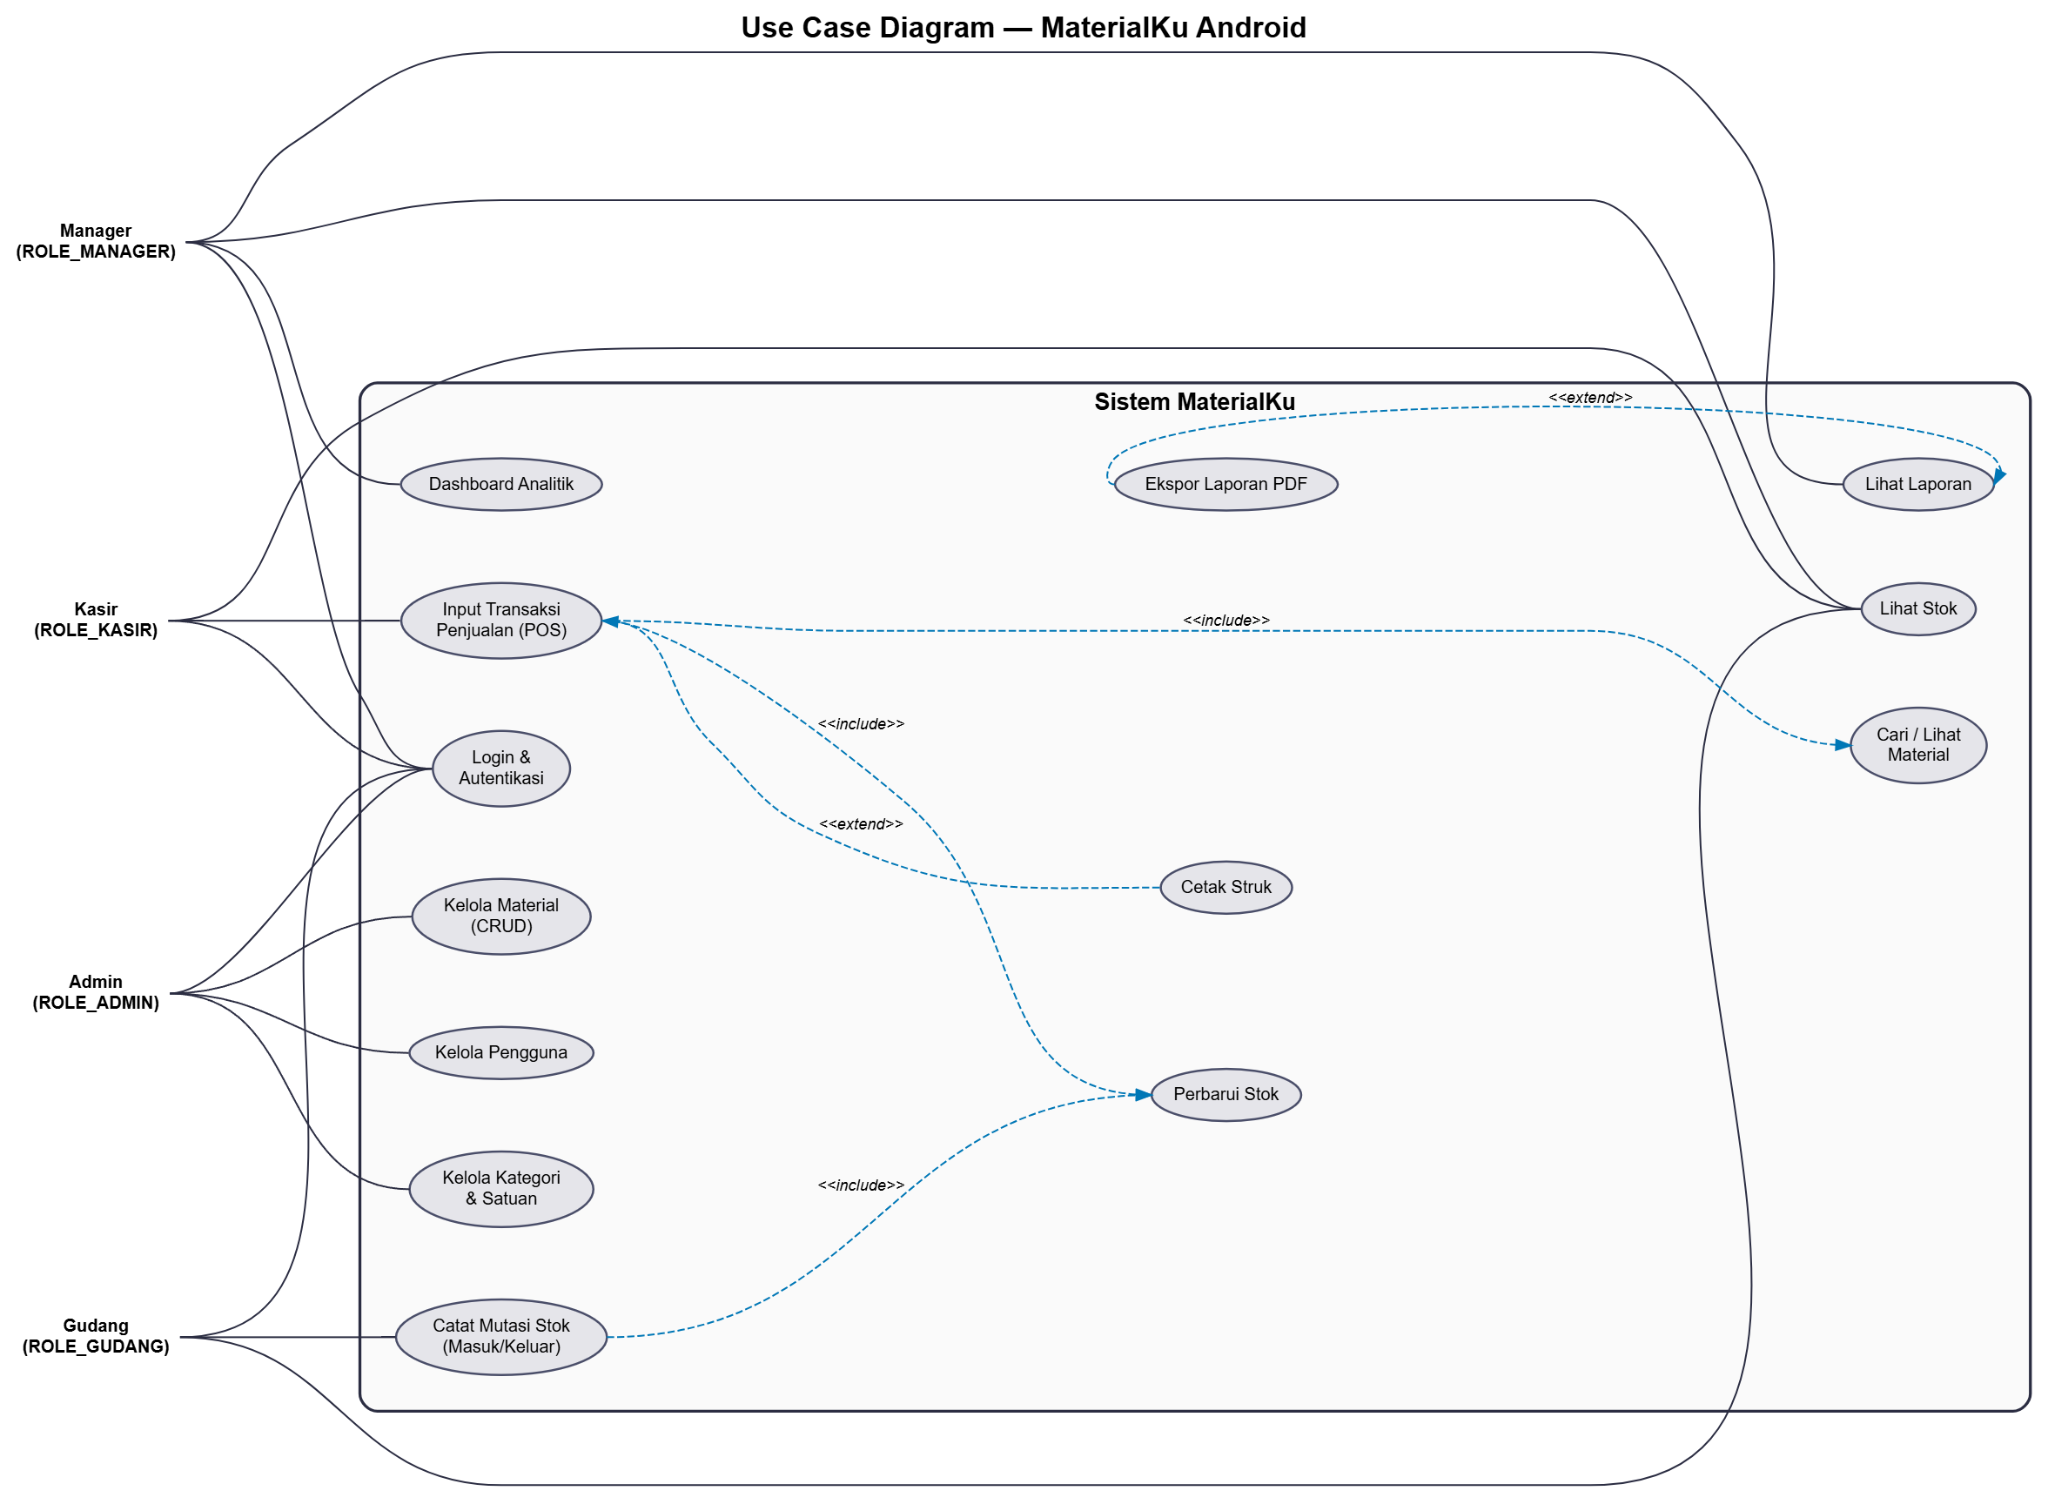 Use Case Diagram — MaterialKu Android
Manager
(ROLE_MANAGER)
Sistem MaterialKu
<<extend>>
Dashboard Analitik
Ekspor Laporan PDF
Lihat Laporan
Kasir
(ROLE_KASIR)
Input Transaksi
Penjualan (POS)
<<include>>
Lihat Stok
<<include>>
Cari / Lihat
Material
Login &
Autentikasi
<<extend>>
Cetak Struk
Kelola Material
(CRUD)
Admin
(ROLE_ADMIN)
Kelola Pengguna
Perbarui Stok
Kelola Kategori
& Satuan
<<include>>
Gudang
(ROLE_GUDANG)
Catat Mutasi Stok
(Masuk/Keluar)